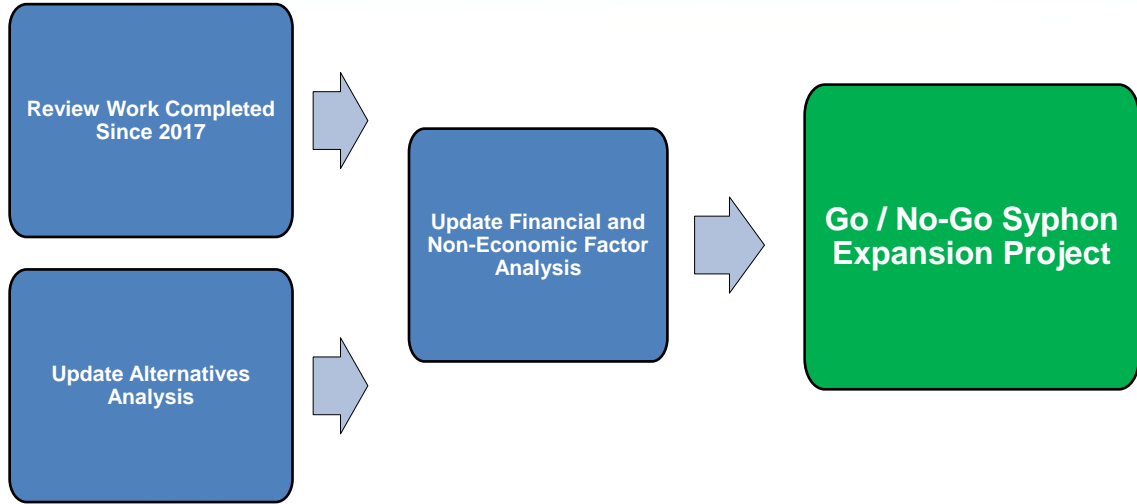 Review Work Completed
Since 2017
Update Alternatives
Analysis
Update Financial and
Non-Economic Factor
Analysis
Go / No-Go Syphon
Expansion Project